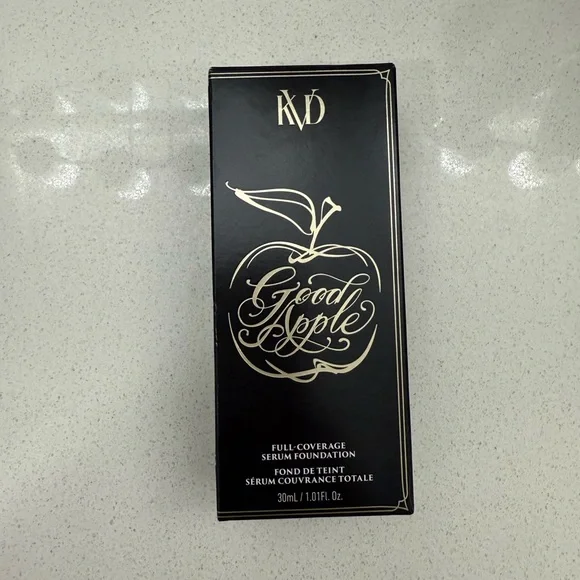 KVD
Good
Apple
FULL-COVERAGE
SERUM FOUNDATION
FOND DE TEINT
SÉRUM COUVRANCE TOTALE
30mL / 1.01Fl. Oz.